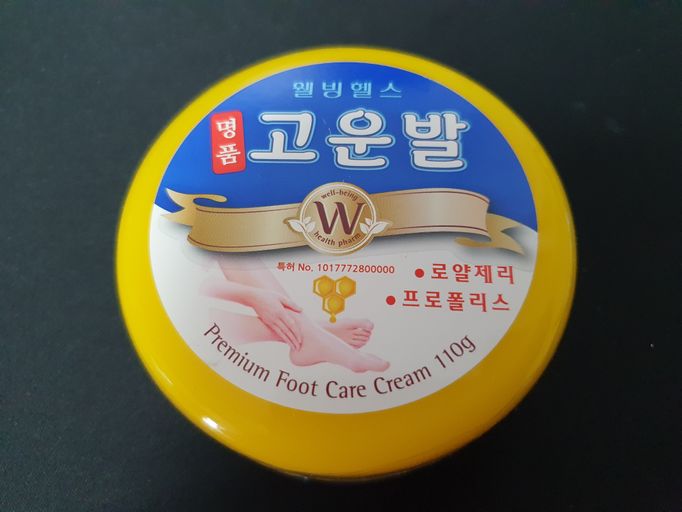 웰빙헬스
명품
고운발
well-being
W
health pharm
특허 No. 1017772800000
• 로얄제리
• 프로폴리스
Premium Foot Care Cream 110g